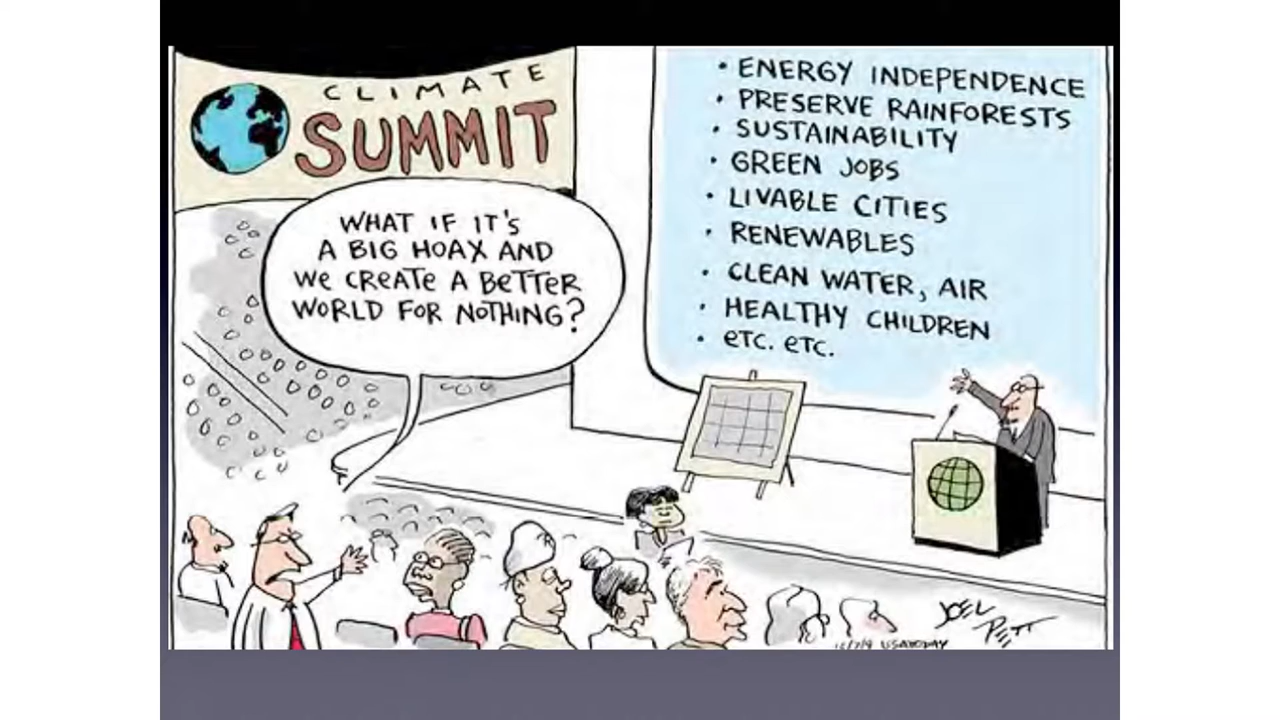 CLIMATE
SUMMIT
WHAT IF IT'S
A BIG HOAX AND
WE CREATE A BETTER
WORLD FOR NOTHING?
• ENERGY INDEPENDENCE
• PRESERVE RAINFORESTS
• SUSTAINABILITY
• GREEN JOBS
• LIVABLE CITIES
• RENEWABLES
• CLEAN WATER, AIR
• HEALTHY CHILDREN
• ETC. ETC.
JOEL
PETT
USA TODAY